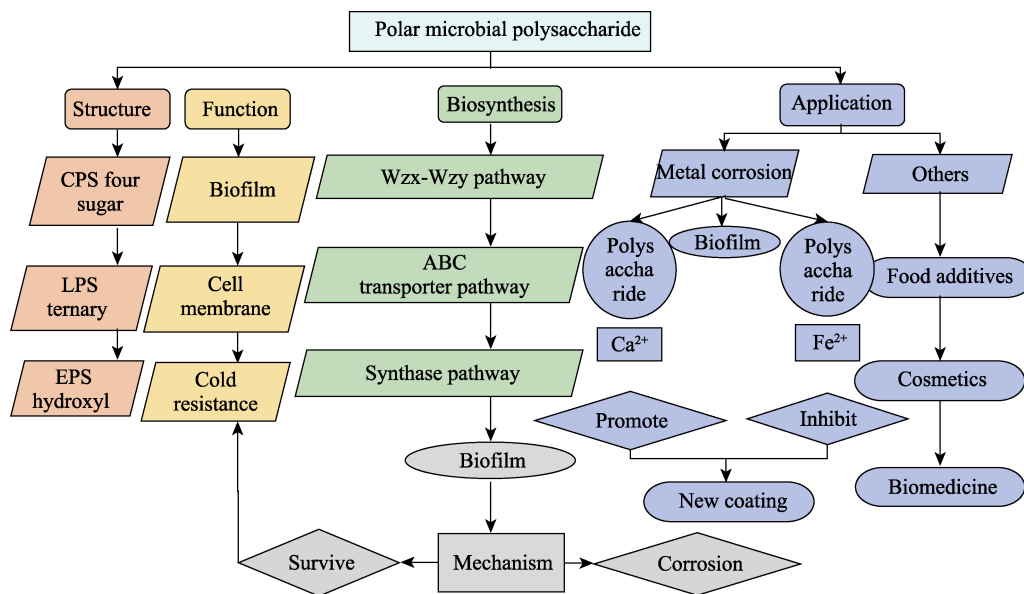 Polar microbial polysaccharide
Structure
Function
Biosynthesis
Application
CPS four
sugar
Biofilm
Wzx-Wzy pathway
Metal corrosion
Others
Polys
accha
ride
Biofilm
Polys
accha
ride
LPS
ternary
Cell
membrane
ABC
transporter pathway
Food additives
Ca²⁺
Fe²⁺
EPS
hydroxyl
Cold
resistance
Synthase pathway
Cosmetics
Promote
Inhibit
Biofilm
New coating
Biomedicine
Survive
Mechanism
Corrosion